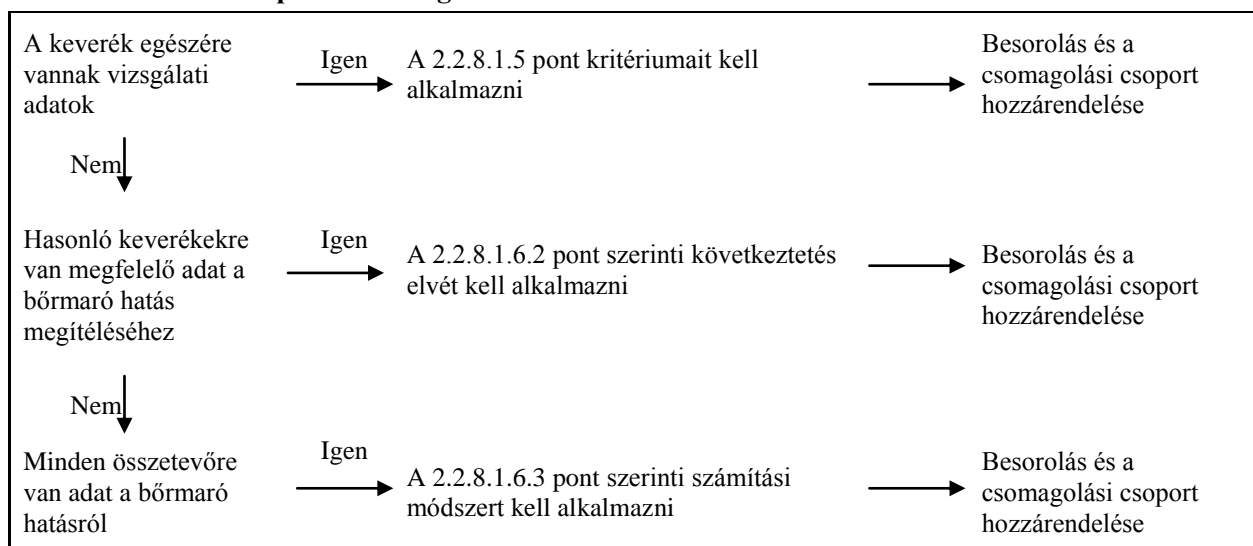 A keverék egészére
vannak vizsgálati
adatok
Igen
A 2.2.8.1.5 pont kritériumait kell
alkalmazni
Besorolás és a
csomagolási csoport
hozzárendelése
Nem
Hasonló keverékekre
van megfelelő adat a
bőrmaró hatás
megítéléséhez
Igen
A 2.2.8.1.6.2 pont szerinti következtetés
elvét kell alkalmazni
Besorolás és a
csomagolási csoport
hozzárendelése
Nem
Minden összetevőre
van adat a bőrmaró
hatásról
Igen
A 2.2.8.1.6.3 pont szerinti számítási
módszert kell alkalmazni
Besorolás és a
csomagolási csoport
hozzárendelése